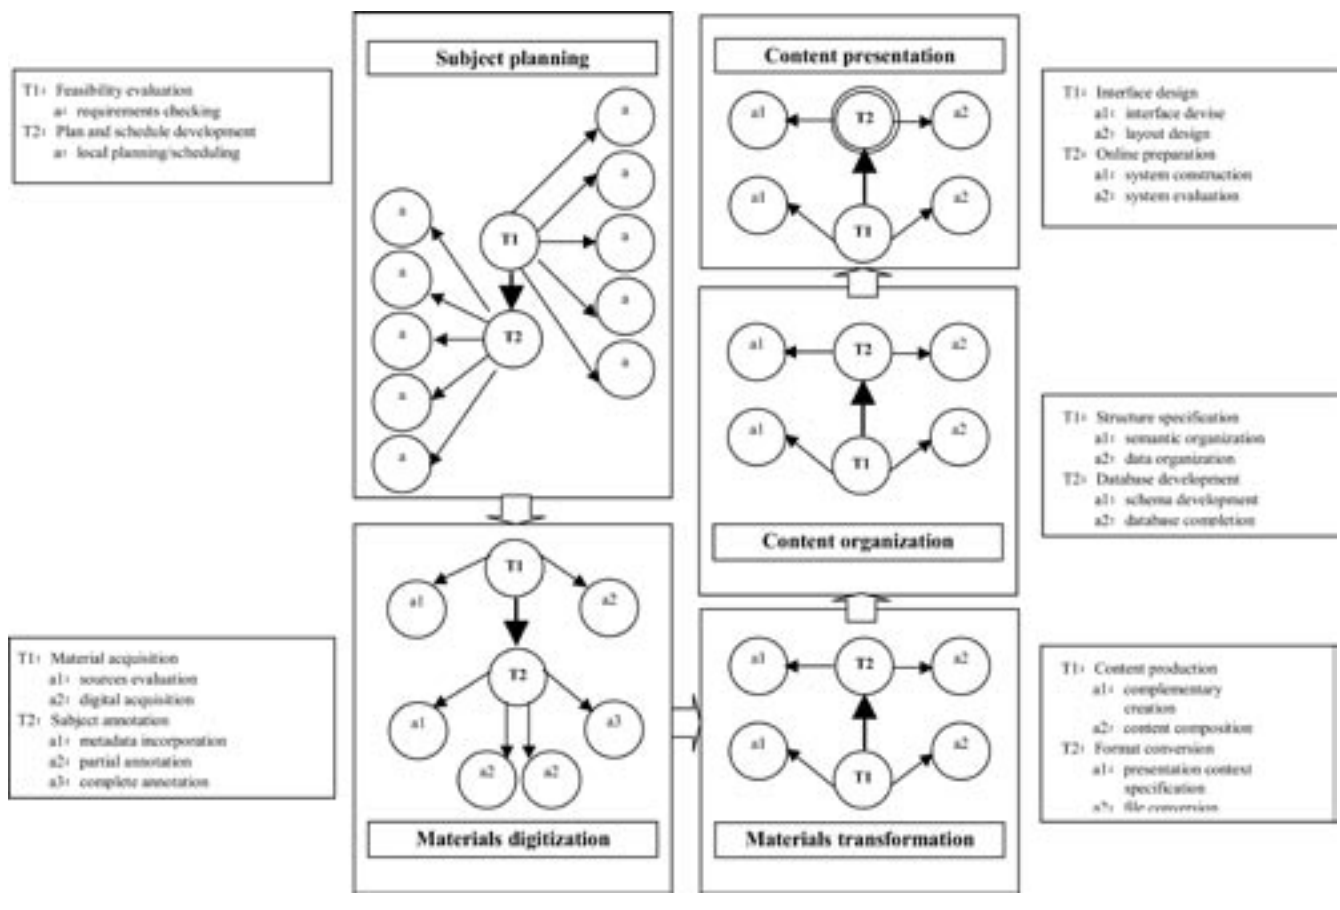 Subject planning
T1: Feasibility evaluation
a: requirements checking
T2: Plan and schedule development
a: local planning/scheduling
a
a
a
a
a
T1
T2
a
a
a
a
a
T1
a1
a2
T2
a1
a2
a2
a3
Materials digitization
T1: Material acquisition
a1: sources evaluation
a2: digital acquisition
T2: Subject annotation
a1: metadata incorporation
a2: partial annotation
a3: complete annotation
Content presentation
a1
T2
a2
a1
T1
a2
T1: Interface design
a1: interface devise
a2: layout design
T2: Online preparation
a1: system construction
a2: system evaluation
a1
T2
a2
a1
T1
a2
Content organization
T1: Structure specification
a1: semantic organization
a2: data organization
T2: Database development
a1: schema development
a2: database completion
a1
T2
a2
a1
T1
a2
Materials transformation
T1: Content production
a1: complementary
creation
a2: content composition
T2: Format conversion
a1: presentation context
specification
a2: file conversion